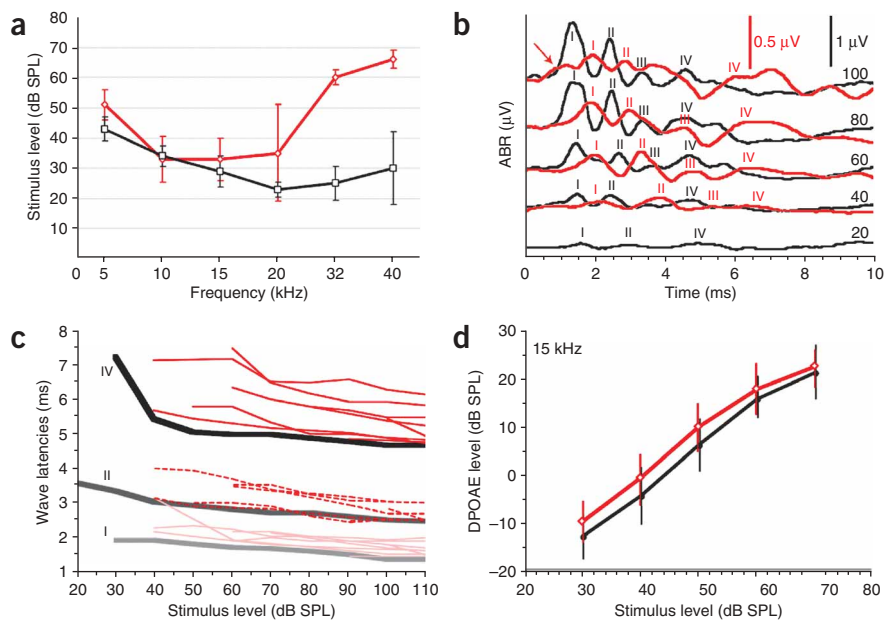 a
Stimulus level (dB SPL)
80
70
60
50
40
30
20
10
0 5 10 15 20 32 40
Frequency (kHz)
b
ABR (µV)
0.5 µV
1 µV
I I II II III IV IV 100
I I II II III III IV IV 80
I I II II III III IV IV 60
I I II II III IV IV 40
I II IV 20
0 2 4 6 8 10
Time (ms)
c
Wave latencies (ms)
8
7
6
5
4
3
2
1
IV
II
I
20 30 40 50 60 70 80 90 100 110
Stimulus level (dB SPL)
d
15 kHz
DPOAE level (dB SPL)
30
20
10
0
−10
−20
20 30 40 50 60 70 80
Stimulus level (dB SPL)